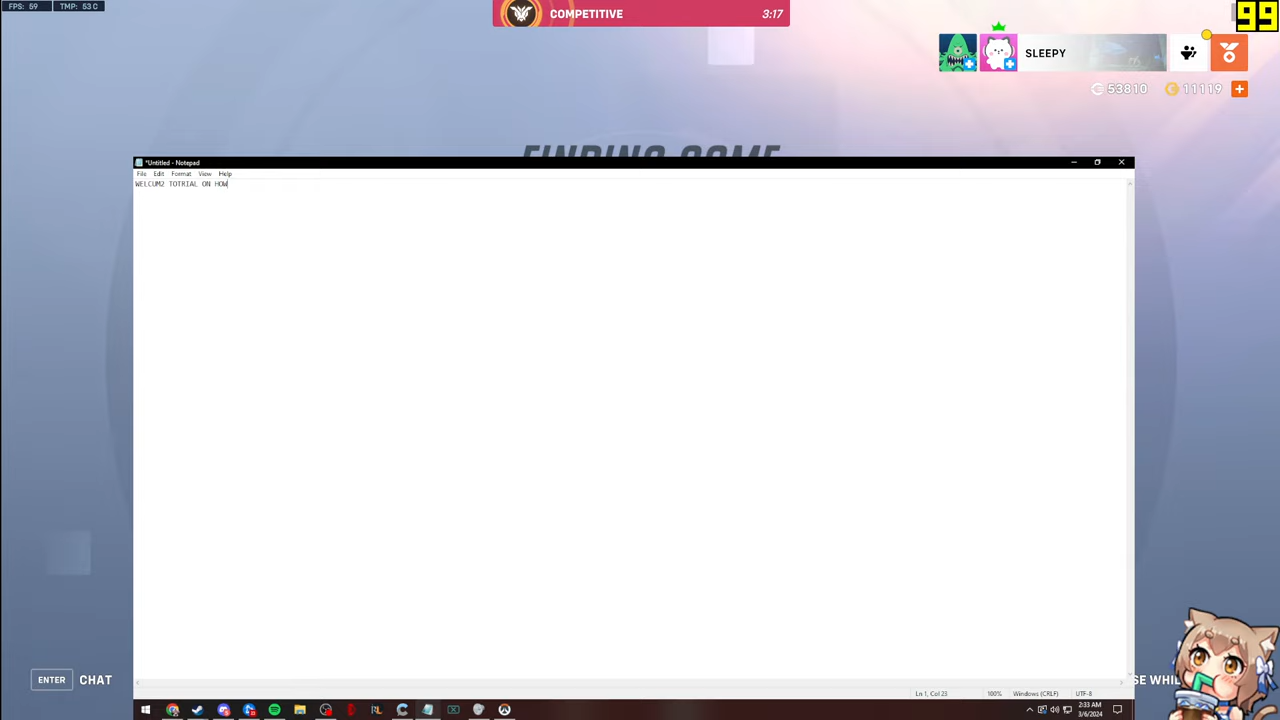 FPS: 59 TMP: 53 C
COMPETITIVE 3:17
99
SLEEPY
53810 11119
FINDING GAME
*Untitled - Notepad
File Edit Format View Help
WELCUM2 TOTRIAL ON HOW
ENTER CHAT
Ln 1, Col 23 100% Windows (CRLF) UTF-8
2:33 AM
3/6/2024